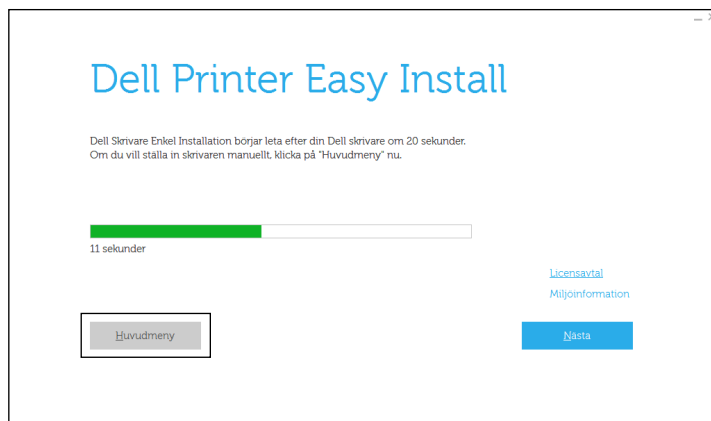 Dell Printer Easy Install
Dell Skrivare Enkel Installation börjar leta efter din Dell skrivare om 20 sekunder.
Om du vill ställa in skrivaren manuellt, klicka på "Huvudmeny" nu.
11 sekunder
Licensavtal
Miljöinformation
Huvudmeny
Nästa